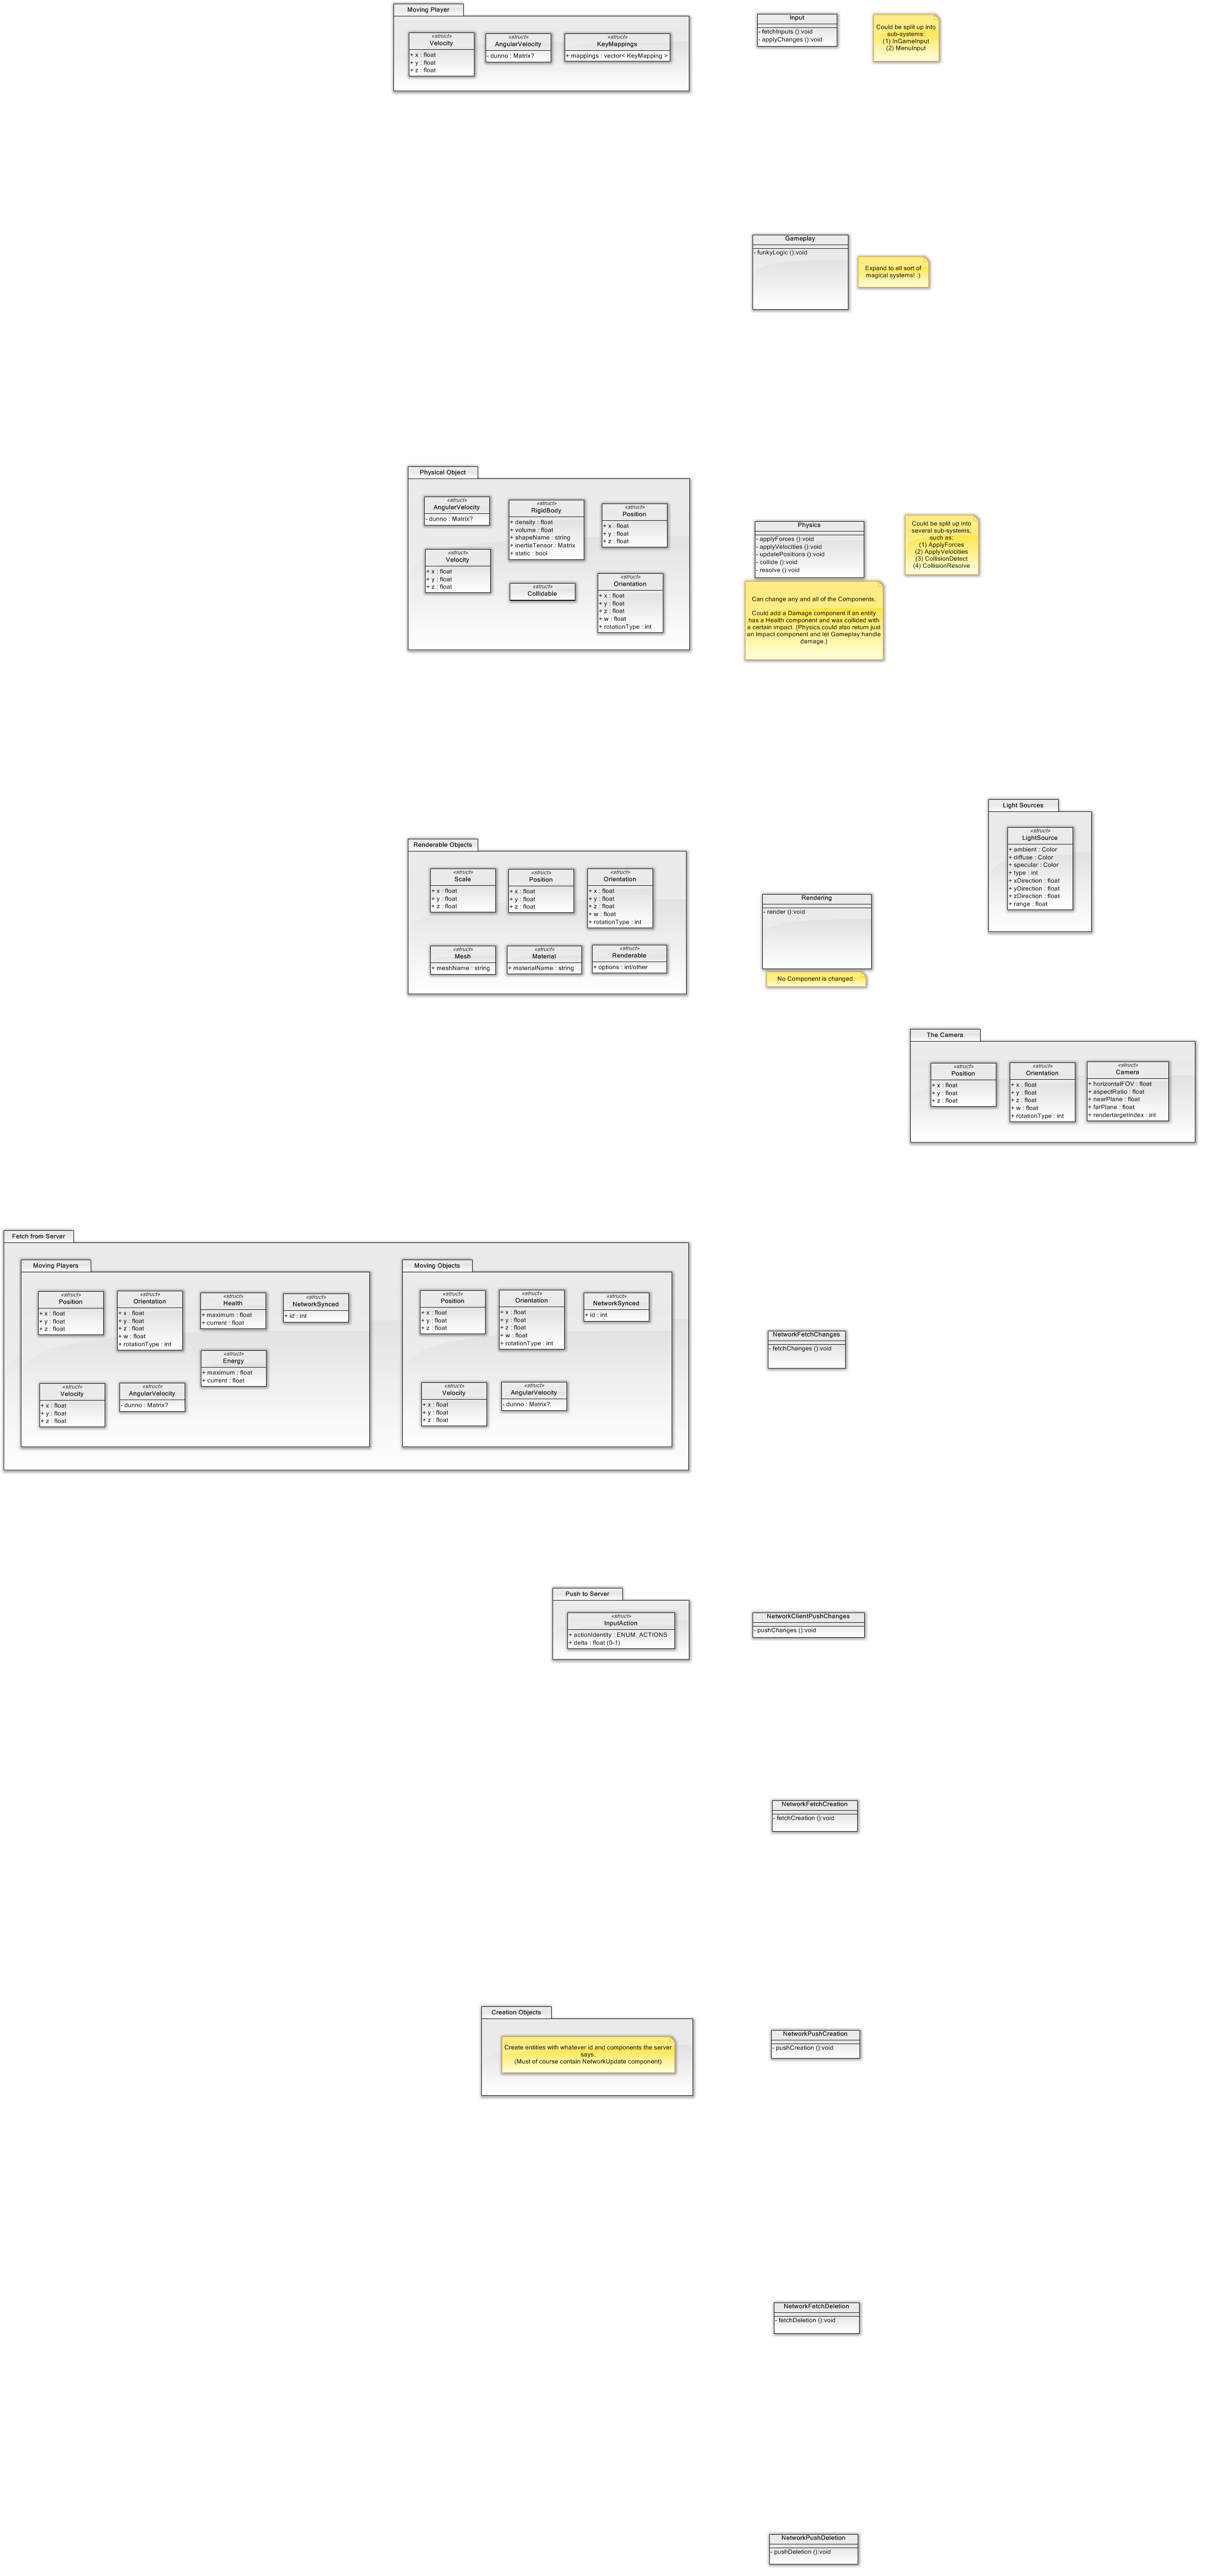 Moving Player
«struct»
Velocity
+ x : float
+ y : float
+ z : float
«struct»
AngularVelocity
- dunno : Matrix?
«struct»
KeyMappings
+ mappings : vector< KeyMapping >
Input
- fetchInputs ():void
- applyChanges ():void
Could be split up into
sub-systems:
(1) InGameInput
(2) MenuInput
Gameplay
- funkyLogic ():void
Expand to all sort of
magical systems! :)
Physical Object
«struct»
AngularVelocity
- dunno : Matrix?
«struct»
RigidBody
+ density : float
+ volume : float
+ shapeName : string
+ inertiaTensor : Matrix
+ static : bool
«struct»
Position
+ x : float
+ y : float
+ z : float
«struct»
Velocity
+ x : float
+ y : float
+ z : float
«struct»
Collidable
«struct»
Orientation
+ x : float
+ y : float
+ z : float
+ w : float
+ rotationType : int
Physics
- applyForces ():void
- applyVelocities ():void
- updatePositions ():void
- collide ():void
- resolve ():void
Could be split up into
several sub-systems,
such as:
(1) ApplyForces
(2) ApplyVelocities
(3) CollisionDetect
(4) CollisionResolve
Can change any and all of the Components.
Could add a Damage component if an entity
has a Health component and was collided with
a certain impact. (Physics could also return just
an Impact component and let Gameplay handle
damage.)
Light Sources
«struct»
LightSource
+ ambient : Color
+ diffuse : Color
+ specular : Color
+ type : int
+ xDirection : float
+ yDirection : float
+ zDirection : float
+ range : float
Renderable Objects
«struct»
Scale
+ x : float
+ y : float
+ z : float
«struct»
Position
+ x : float
+ y : float
+ z : float
«struct»
Orientation
+ x : float
+ y : float
+ z : float
+ w : float
+ rotationType : int
«struct»
Mesh
+ meshName : string
«struct»
Material
+ materialName : string
«struct»
Renderable
+ options : int/other
Rendering
- render ():void
No Component is changed.
The Camera
«struct»
Position
+ x : float
+ y : float
+ z : float
«struct»
Orientation
+ x : float
+ y : float
+ z : float
+ w : float
+ rotationType : int
«struct»
Camera
+ horizontalFOV : float
+ aspectRatio : float
+ nearPlane : float
+ farPlane : float
+ rendertargetIndex : int
Fetch from Server
Moving Players
«struct»
Position
+ x : float
+ y : float
+ z : float
«struct»
Orientation
+ x : float
+ y : float
+ z : float
+ w : float
+ rotationType : int
«struct»
Health
+ maximum : float
+ current : float
«struct»
NetworkSynced
+ id : int
«struct»
Energy
+ maximum : float
+ current : float
«struct»
Velocity
+ x : float
+ y : float
+ z : float
«struct»
AngularVelocity
- dunno : Matrix?
Moving Objects
«struct»
Position
+ x : float
+ y : float
+ z : float
«struct»
Orientation
+ x : float
+ y : float
+ z : float
+ w : float
+ rotationType : int
«struct»
NetworkSynced
+ id : int
«struct»
Velocity
+ x : float
+ y : float
+ z : float
«struct»
AngularVelocity
- dunno : Matrix?
NetworkFetchChanges
- fetchChanges ():void
Push to Server
«struct»
InputAction
+ actionIdentity : ENUM_ACTIONS
+ delta : float (0-1)
NetworkClientPushChanges
- pushChanges ():void
NetworkFetchCreation
- fetchCreation ():void
Creation Objects
Create entities with whatever id and components the server
says.
(Must of course contain NetworkUpdate component)
NetworkPushCreation
- pushCreation ():void
NetworkFetchDeletion
- fetchDeletion ():void
NetworkPushDeletion
- pushDeletion ():void